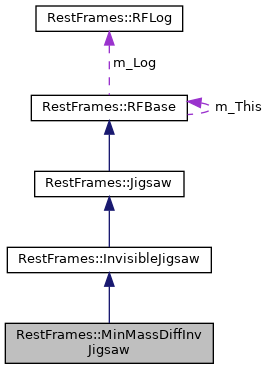 RestFrames::RFLog
m_Log
RestFrames::RFBase
m_This
RestFrames::Jigsaw
RestFrames::InvisibleJigsaw
RestFrames::MinMassDiffInv
Jigsaw